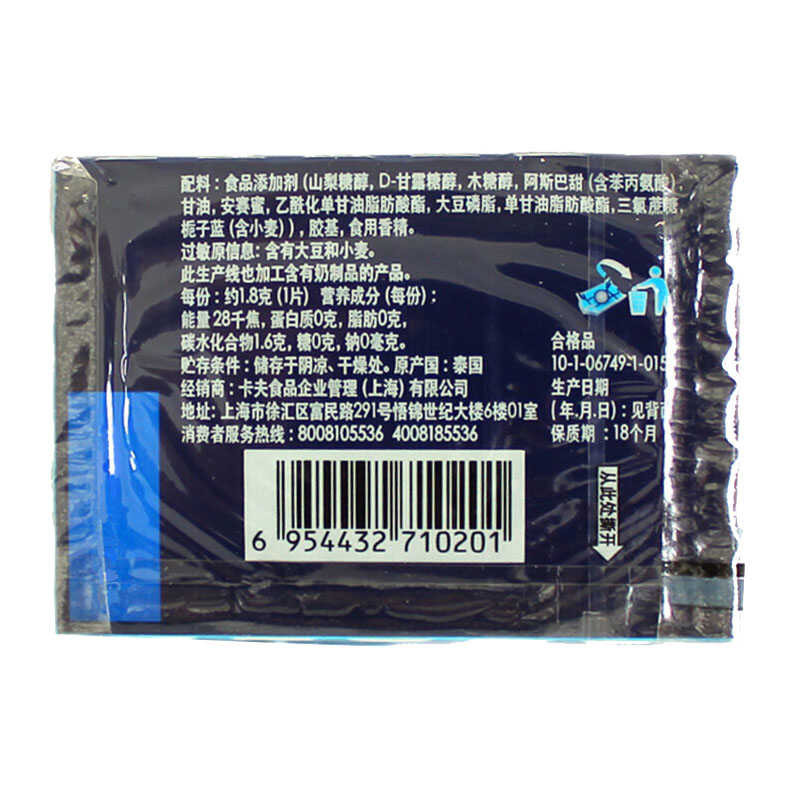 配料：食品添加剂 (山梨糖醇, D-甘露糖醇, 木糖醇, 阿斯巴甜 (含苯丙氨酸),
甘油, 安赛蜜, 乙酰化单甘油脂肪酸酯, 大豆磷脂, 单甘油脂肪酸酯, 三氯蔗糖,
栀子蓝 (含小麦) ) , 胶基, 食用香精。
过敏原信息: 含有大豆和小麦。
此生产线也加工含有奶制品的产品。
每份：约1.8克 (1片) 营养成分 (每份)：
能量 28千焦, 蛋白质0克, 脂肪0克,
碳水化合物1.6克, 糖0克, 钠0毫克。
贮存条件：储存于阴凉、干燥处。原产国：泰国
经销商：卡夫食品企业管理 (上海) 有限公司
地址: 上海市徐汇区富民路291号悟锦世纪大楼6楼01室
消费者服务热线：8008105536 4008185536
合格品
10-1-06749-1-015
生产日期
(年.月.日)：见背面
保质期：18个月
从此处撕开
6 954432 710201